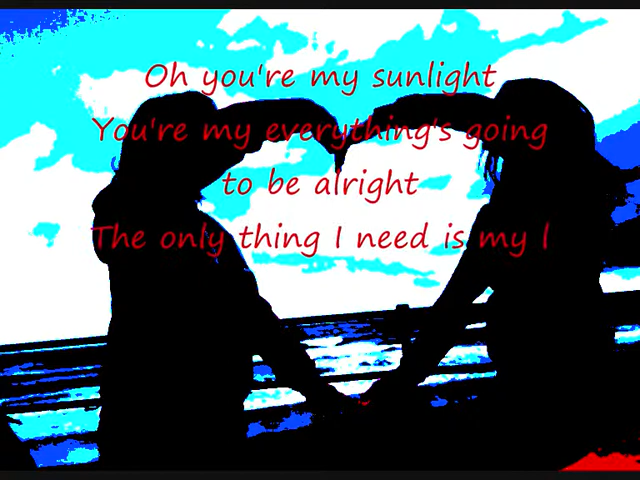 Oh you're my sunlight
You're my everything's going
to be alright
The only thing I need is my l